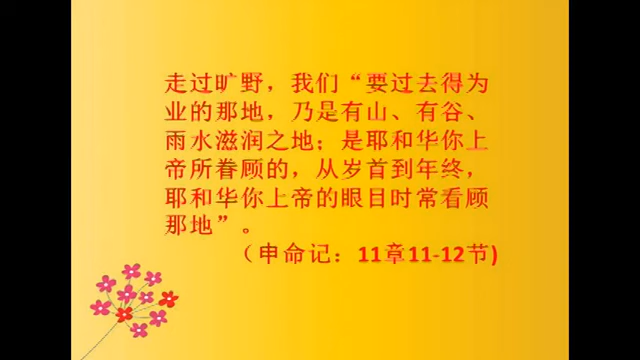 走过旷野，我们“要过去得为
业的那地，乃是有山、有谷、
雨水滋润之地；是耶和华你上
帝所眷顾的，从岁首到年终，
耶和华你上帝的眼目时常看顾
那地”。
（申命记：11章11-12节)